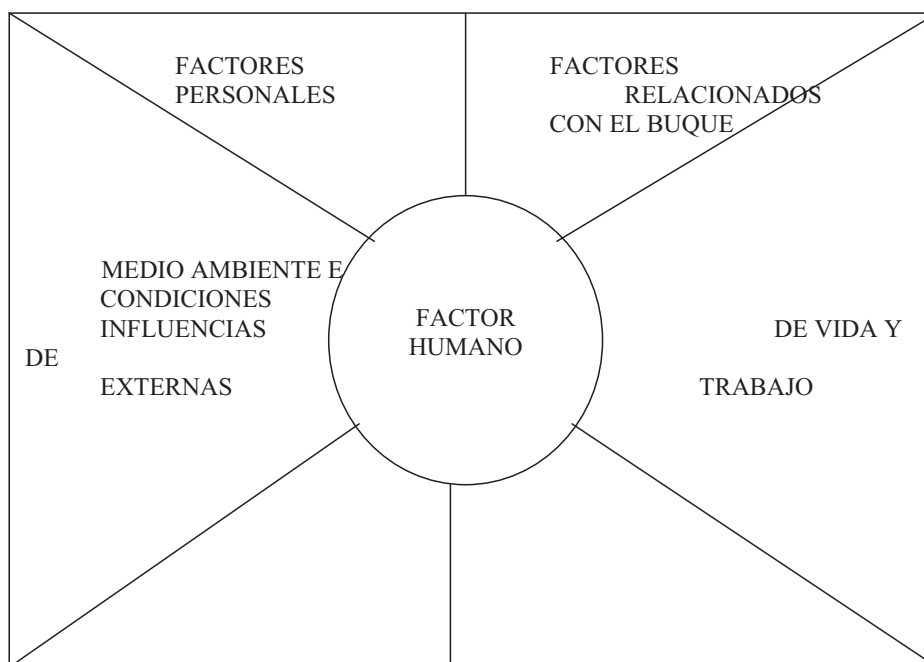 FACTORES
PERSONALES
FACTORES
RELACIONADOS
CON EL BUQUE
MEDIO AMBIENTE E
CONDICIONES
INFLUENCIAS
DE
EXTERNAS
FACTOR
HUMANO
DE VIDA Y
TRABAJO